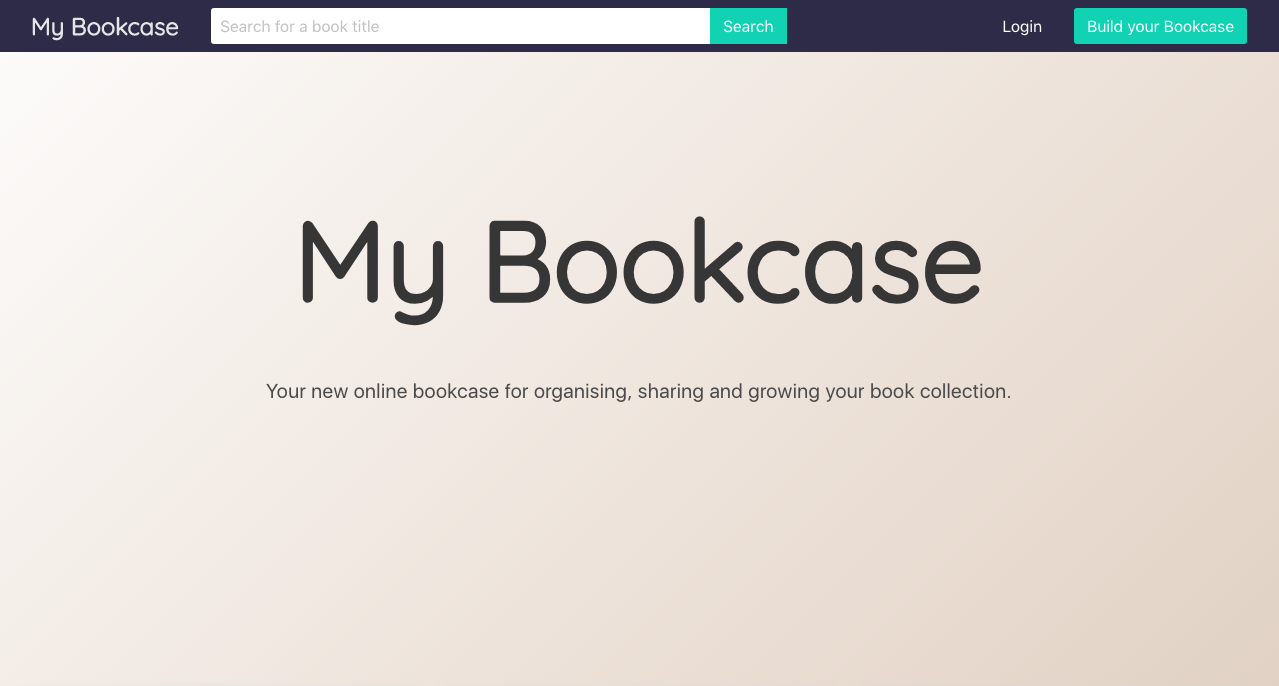 My Bookcase
Search for a book title
Search
Login
Build your Bookcase
My Bookcase
Your new online bookcase for organising, sharing and growing your book collection.